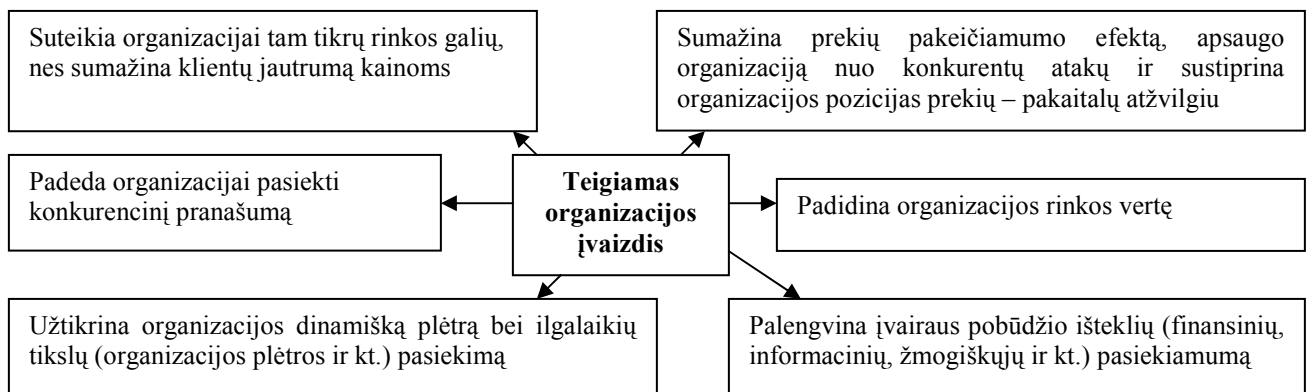 Suteikia organizacijai tam tikrų rinkos galių,
nes sumažina klientų jautrumą kainoms
Sumažina prekių pakeičiamumo efektą, apsaugo
organizaciją nuo konkurentų atakų ir sustiprina
organizacijos pozicijas prekių – pakaitalų atžvilgiu
Padeda organizacijai pasiekti
konkurencinį pranašumą
Teigiamas
organizacijos
įvaizdis
Padidina organizacijos rinkos vertę
Užtikrina organizacijos dinamišką plėtrą bei ilgalaikių
tikslų (organizacijos plėtros ir kt.) pasiekimą
Palengvina įvairaus pobūdžio išteklių (finansinių,
informacinių, žmogiškųjų ir kt.) pasiekiamumą